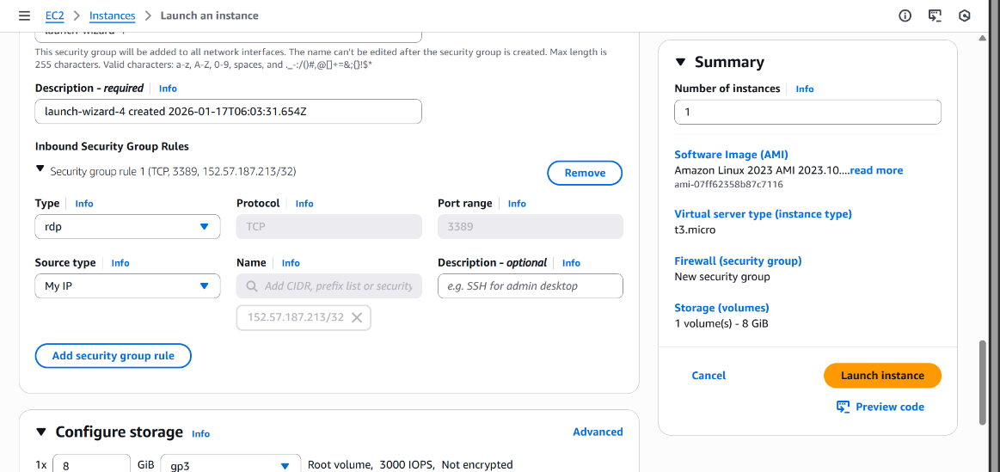 EC2 > Instances > Launch an instance
launch-wizard-4
This security group will be added to all network interfaces. The name can't be edited after the security group is created. Max length is
255 characters. Valid characters: a-z, A-Z, 0-9, spaces, and ._-:/()#,@[]+=&;{}!$*
Description - required Info
launch-wizard-4 created 2026-01-17T06:03:31.654Z
Inbound Security Group Rules
Security group rule 1 (TCP, 3389, 152.57.187.213/32)
Remove
Type Info
Protocol Info
Port range Info
rdp
TCP
3389
Source type Info
Name Info
Description - optional Info
My IP
Add CIDR, prefix list or security
e.g. SSH for admin desktop
152.57.187.213/32
Add security group rule
Configure storage Info
Advanced
1x 8 GiB gp3 Root volume, 3000 IOPS, Not encrypted
Summary
Number of instances Info
1
Software Image (AMI)
Amazon Linux 2023 AMI 2023.10....read more
ami-07ff62358b87c7116
Virtual server type (instance type)
t3.micro
Firewall (security group)
New security group
Storage (volumes)
1 volume(s) - 8 GiB
Cancel
Launch instance
Preview code